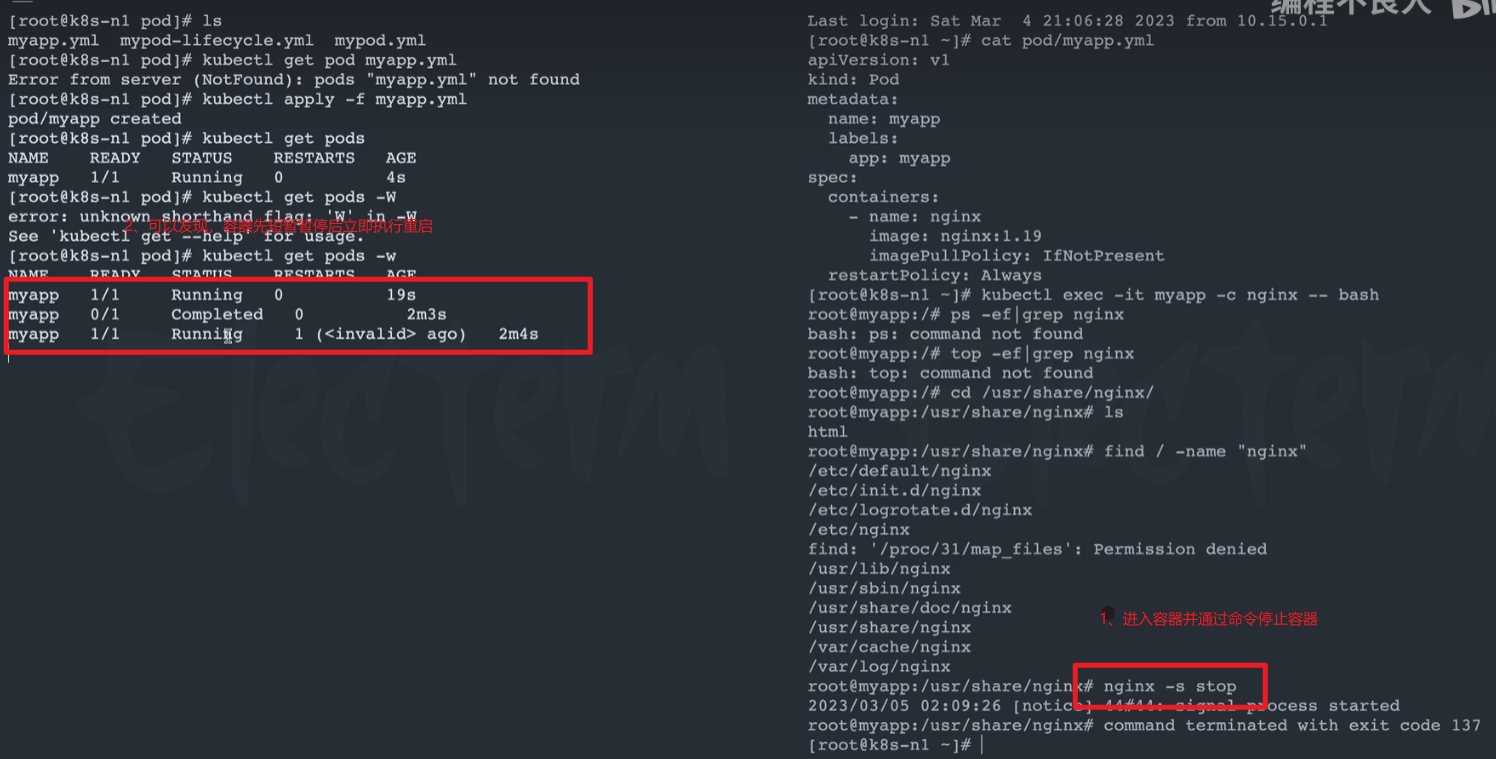 [root@k8s-n1 pod]# ls
myapp.yml  mypod-lifecycle.yml  mypod.yml
[root@k8s-n1 pod]# kubectl get pod myapp.yml
Error from server (NotFound): pods "myapp.yml" not found
[root@k8s-n1 pod]# kubectl apply -f myapp.yml
pod/myapp created
[root@k8s-n1 pod]# kubectl get pods
NAME    READY   STATUS    RESTARTS   AGE
myapp   1/1     Running   0          4s
[root@k8s-n1 pod]# kubectl get pods -W
error: unknown shorthand flag: 'W' in -W
2、可以发现，容器先短暂暂停后立即执行重启
See 'kubectl get --help' for usage.
[root@k8s-n1 pod]# kubectl get pods -w
NAME    READY   STATUS    RESTARTS   AGE
myapp   1/1     Running   0          19s
myapp   0/1     Completed   0          2m3s
myapp   1/1     Running     1 (<invalid> ago)   2m4s
编程不良人
Last login: Sat Mar  4 21:06:28 2023 from 10.15.0.1
[root@k8s-n1 ~]# cat pod/myapp.yml
apiVersion: v1
kind: Pod
metadata:
  name: myapp
  labels:
    app: myapp
spec:
  containers:
    - name: nginx
      image: nginx:1.19
      imagePullPolicy: IfNotPresent
  restartPolicy: Always
[root@k8s-n1 ~]# kubectl exec -it myapp -c nginx -- bash
root@myapp:/# ps -ef|grep nginx
bash: ps: command not found
root@myapp:/# top -ef|grep nginx
bash: top: command not found
root@myapp:/# cd /usr/share/nginx/
root@myapp:/usr/share/nginx# ls
html
root@myapp:/usr/share/nginx# find / -name "nginx"
/etc/default/nginx
/etc/init.d/nginx
/etc/logrotate.d/nginx
/etc/nginx
find: '/proc/31/map_files': Permission denied
/usr/lib/nginx
/usr/sbin/nginx
/usr/share/doc/nginx
/usr/share/nginx
/var/cache/nginx
/var/log/nginx
1、进入容器并通过命令停止容器
root@myapp:/usr/share/nginx# nginx -s stop
2023/03/05 02:09:26 [notice] 44#44: signal process started
root@myapp:/usr/share/nginx# command terminated with exit code 137
[root@k8s-n1 ~]#
electerm
electerm